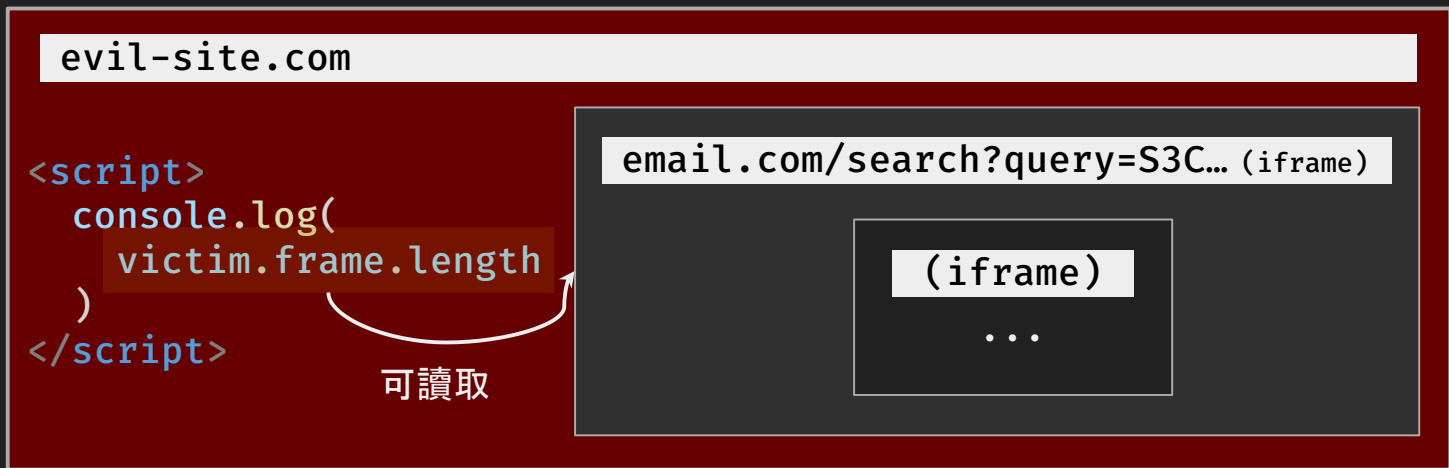 evil-site.com
<script>
console.log(
victim.frame.length
)
</script>
可讀取
email.com/search?query=S3C… (iframe)
(iframe)
...